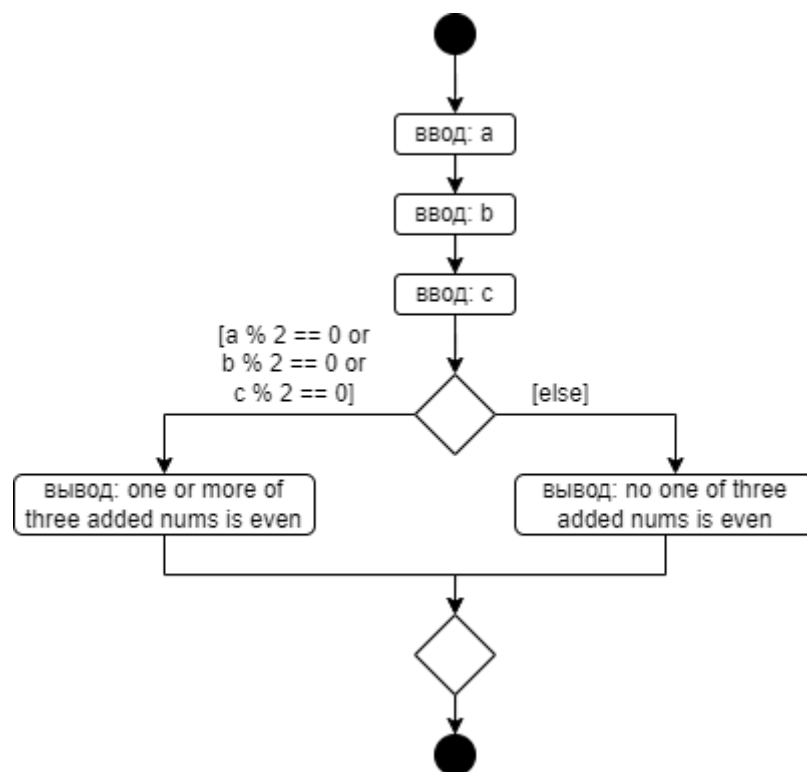 ввод: a
ввод: b
ввод: c
[a % 2 == 0 or
b % 2 == 0 or
c % 2 == 0]
[else]
вывод: one or more of
three added nums is even
вывод: no one of three
added nums is even